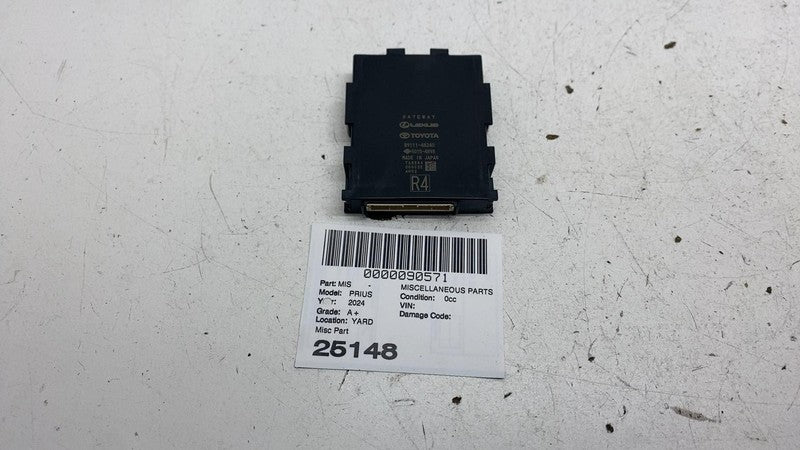 GATEWAY
LEXUS
TOYOTA
MADE IN JAPAN
R4
0000090571
Part: MIS -
MISCELLANEOUS PARTS
Model: PRIUS
Condition: 0cc
2024
VIN:
Grade: A+
Damage Code:
Location: YARD
Misc Part
25148